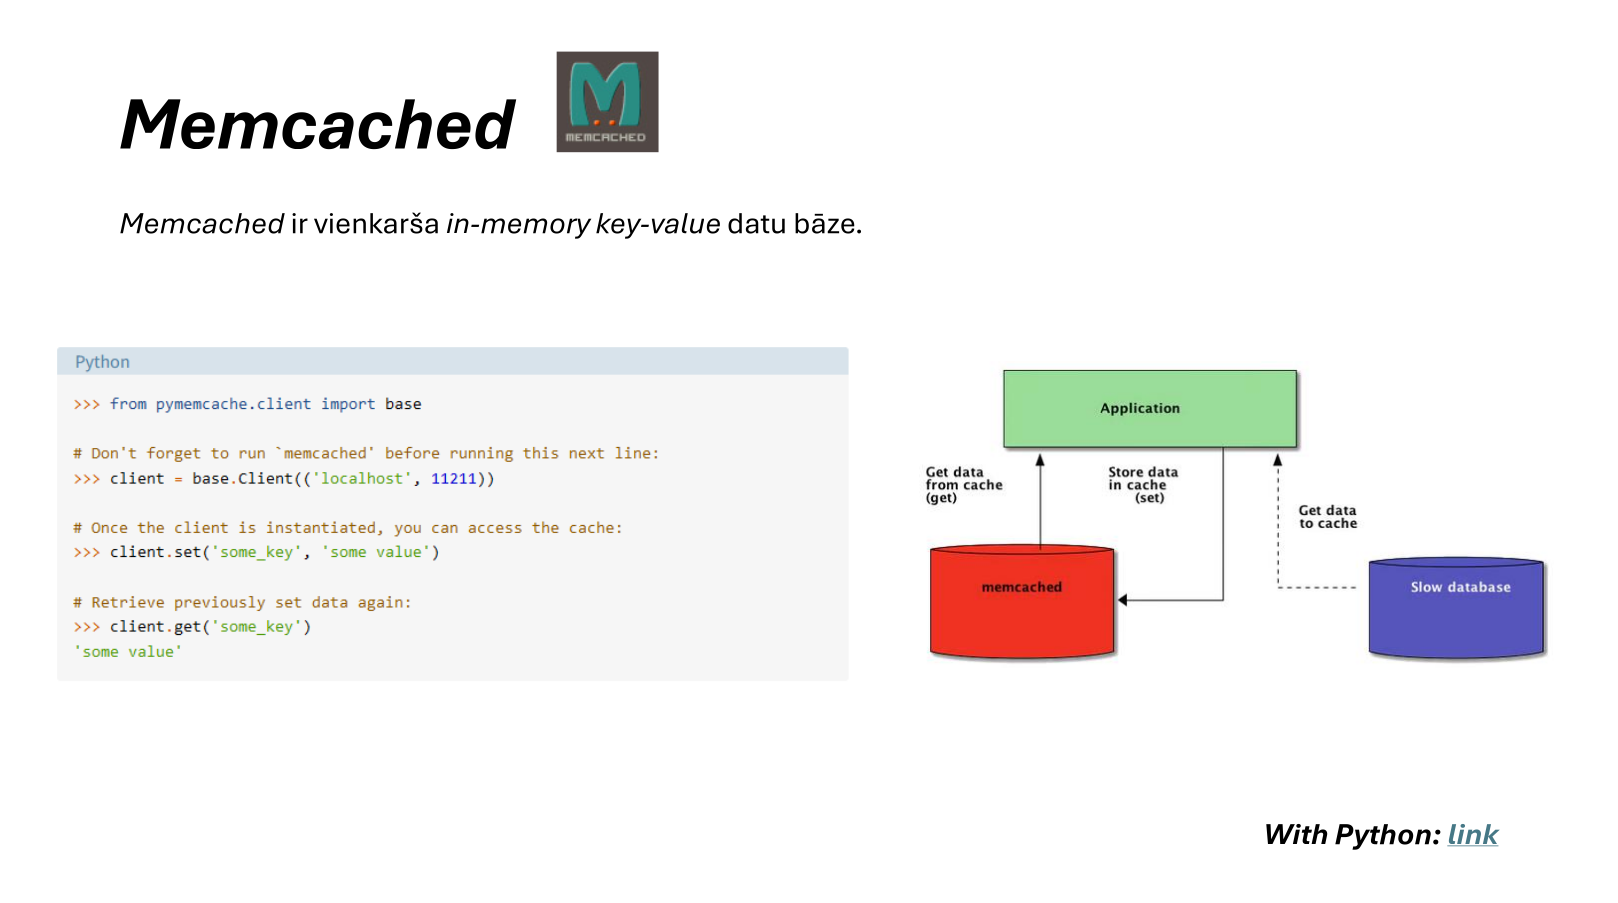 Memcached
MEMCACHED
Memcached ir vienkarša in-memory key-value datu bāze.
Python
>>> from pymemcache.client import base
# Don't forget to run `memcached' before running this next line:
>>> client = base.Client(('localhost', 11211))
# Once the client is instantiated, you can access the cache:
>>> client.set('some_key', 'some value')
# Retrieve previously set data again:
>>> client.get('some_key')
'some value'
Application
Get data
from cache
(get)
Store data
in cache
(set)
Get data
to cache
memcached
Slow database
With Python: link